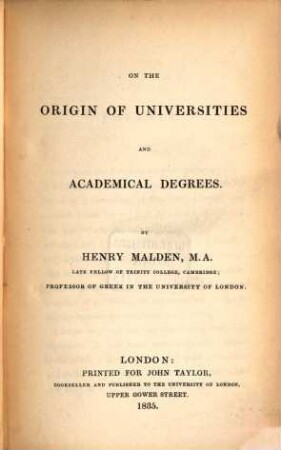 ON THE
ORIGIN OF UNIVERSITIES
AND
ACADEMICAL DEGREES.
BY
HENRY MALDEN, M.A.
LATE FELLOW OF TRINITY COLLEGE, CAMBRIDGE;
PROFESSOR OF GREEK IN THE UNIVERSITY OF LONDON.
LONDON:
PRINTED FOR JOHN TAYLOR,
BOOKSELLER AND PUBLISHER TO THE UNIVERSITY OF LONDON,
UPPER GOWER STREET.
1835.